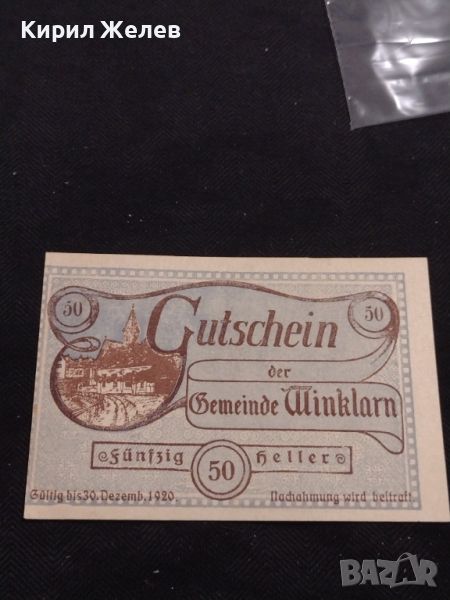 Кирил Желев
50
50
Gutschein
der
Gemeinde Winklarn
Fünfzig
50
Heller
Gültig bis 30. Dezemb. 1920.
Nachahmung wird bestraft
BAZAR